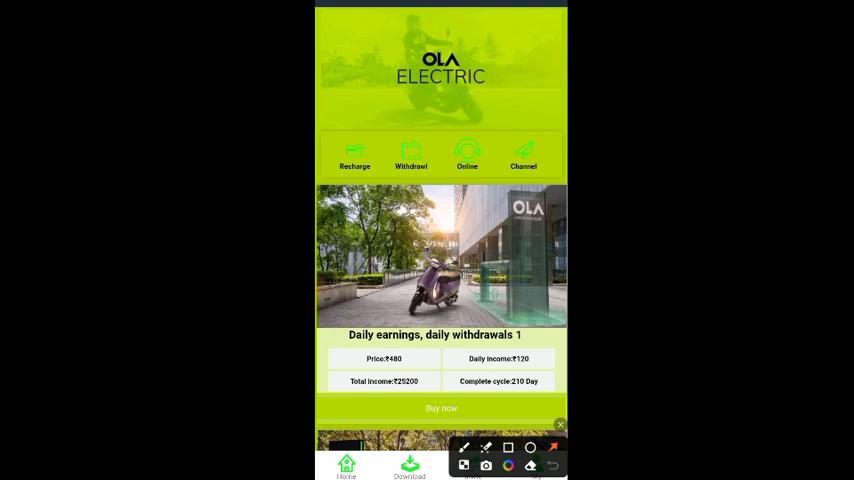 OLA
ELECTRIC
Recharge
Withdrawl
Online
Channel
OLA
Daily earnings, daily withdrawals 1
Price:₹480
Daily income:₹120
Total income:₹25200
Complete cycle:210 Day
Buy now
Home
Download